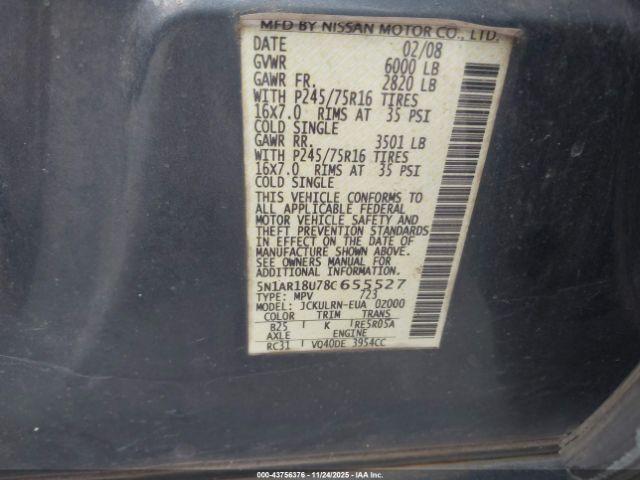 MFD BY NISSAN MOTOR CO., LTD.
DATE 02/08
GVWR 6000 LB
GAWR FR. 2820 LB
WITH P245/75R16 TIRES
16X7.0 RIMS AT 35 PSI
COLD SINGLE
GAWR RR. 3501 LB
WITH P245/75R16 TIRES
16X7.0 RIMS AT 35 PSI
COLD SINGLE
THIS VEHICLE CONFORMS TO
ALL APPLICABLE FEDERAL
MOTOR VEHICLE SAFETY AND
THEFT PREVENTION STANDARDS
IN EFFECT ON THE DATE OF
MANUFACTURE SHOWN ABOVE.
SEE OWNERS MANUAL FOR
ADDITIONAL INFORMATION.
5N1AR18U78C655527
TYPE: MPV 723
MODEL: JCKULRN-EUA 0Z000
COLOR TRIM TRANS
B25 K RE5R05A
AXLE ENGINE
RC31 VQ40DE 3954CC
000-43756376 - 11/24/2025 - IAA Inc.